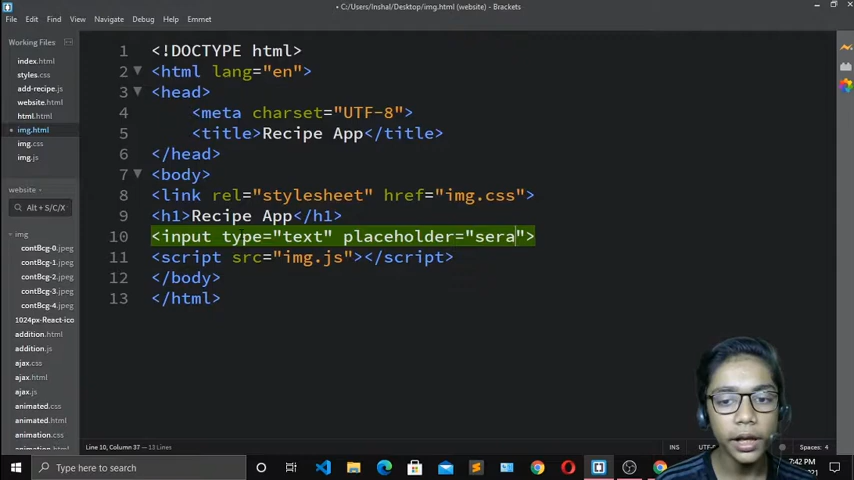 • C:/Users/Inshal/Desktop/img.html (website) - Brackets
File Edit Find View Navigate Debug Help Emmet
Working Files
index.html
styles.css
add-recipe.js
website.html
html.html
img.html
img.css
img.js
website
Alt + S/C/X
img
contBcg-0.jpeg
contBcg-1.jpeg
contBcg-2.jpeg
contBcg-3.jpeg
contBcg-4.jpeg
1024px-React-ico
addition.html
addition.js
ajax.css
ajax.html
ajax.js
animated.css
animated.html
animation.css
1 <!DOCTYPE html>
2 <html lang="en">
3 <head>
4 <meta charset="UTF-8">
5 <title>Recipe App</title>
6 </head>
7 <body>
8 <link rel="stylesheet" href="img.css">
9 <h1>Recipe App</h1>
10 <input type="text" placeholder="sera">
11 <script src="img.js"></script>
12 </body>
13 </html>
Line 10, Column 37 — 13 Lines
INS
Spaces: 4
Type here to search
7:42 PM